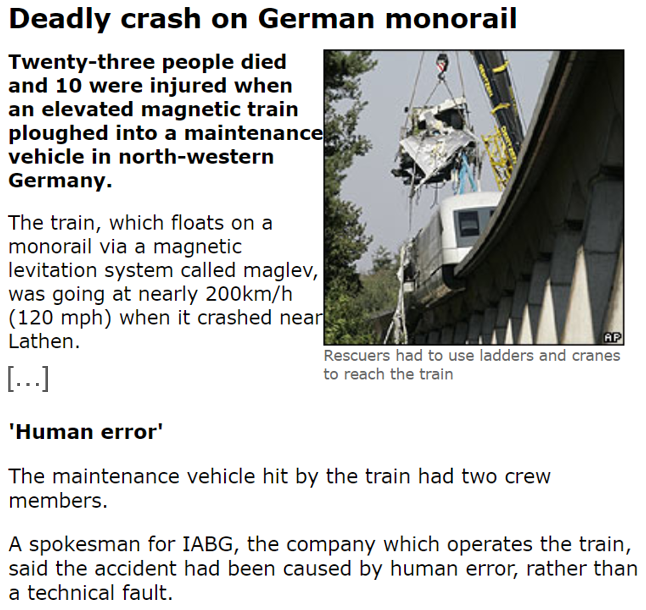 Deadly crash on German monorail
Twenty-three people died
and 10 were injured when
an elevated magnetic train
ploughed into a maintenance
vehicle in north-western
Germany.
The train, which floats on a
monorail via a magnetic
levitation system called maglev,
was going at nearly 200km/h
(120 mph) when it crashed near
Lathen.
[...]
AP
Rescuers had to use ladders and cranes
to reach the train
'Human error'
The maintenance vehicle hit by the train had two crew
members.
A spokesman for IABG, the company which operates the train,
said the accident had been caused by human error, rather than
a technical fault.